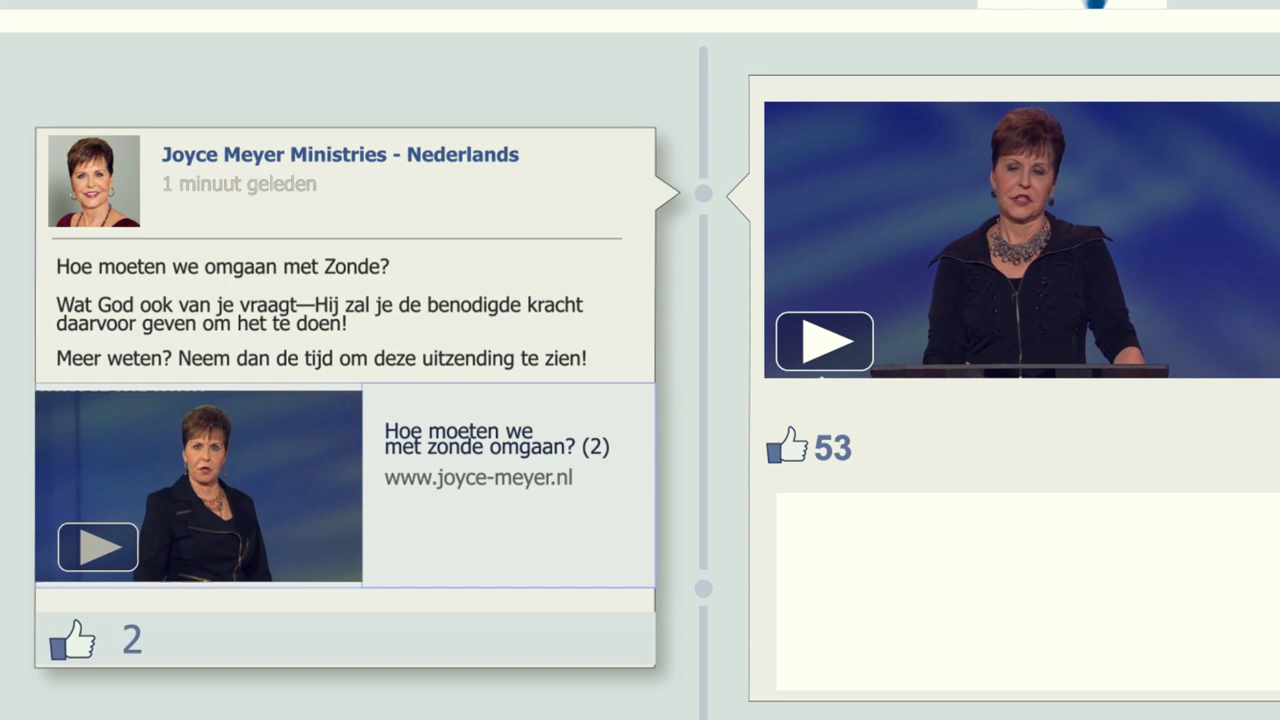 Joyce Meyer Ministries - Nederlands
1 minuut geleden
Hoe moeten we omgaan met Zonde?
Wat God ook van je vraagt—Hij zal je de benodigde kracht
daarvoor geven om het te doen!
Meer weten? Neem dan de tijd om deze uitzending te zien!
Hoe moeten we
met zonde omgaan? (2)
www.joyce-meyer.nl
2
53